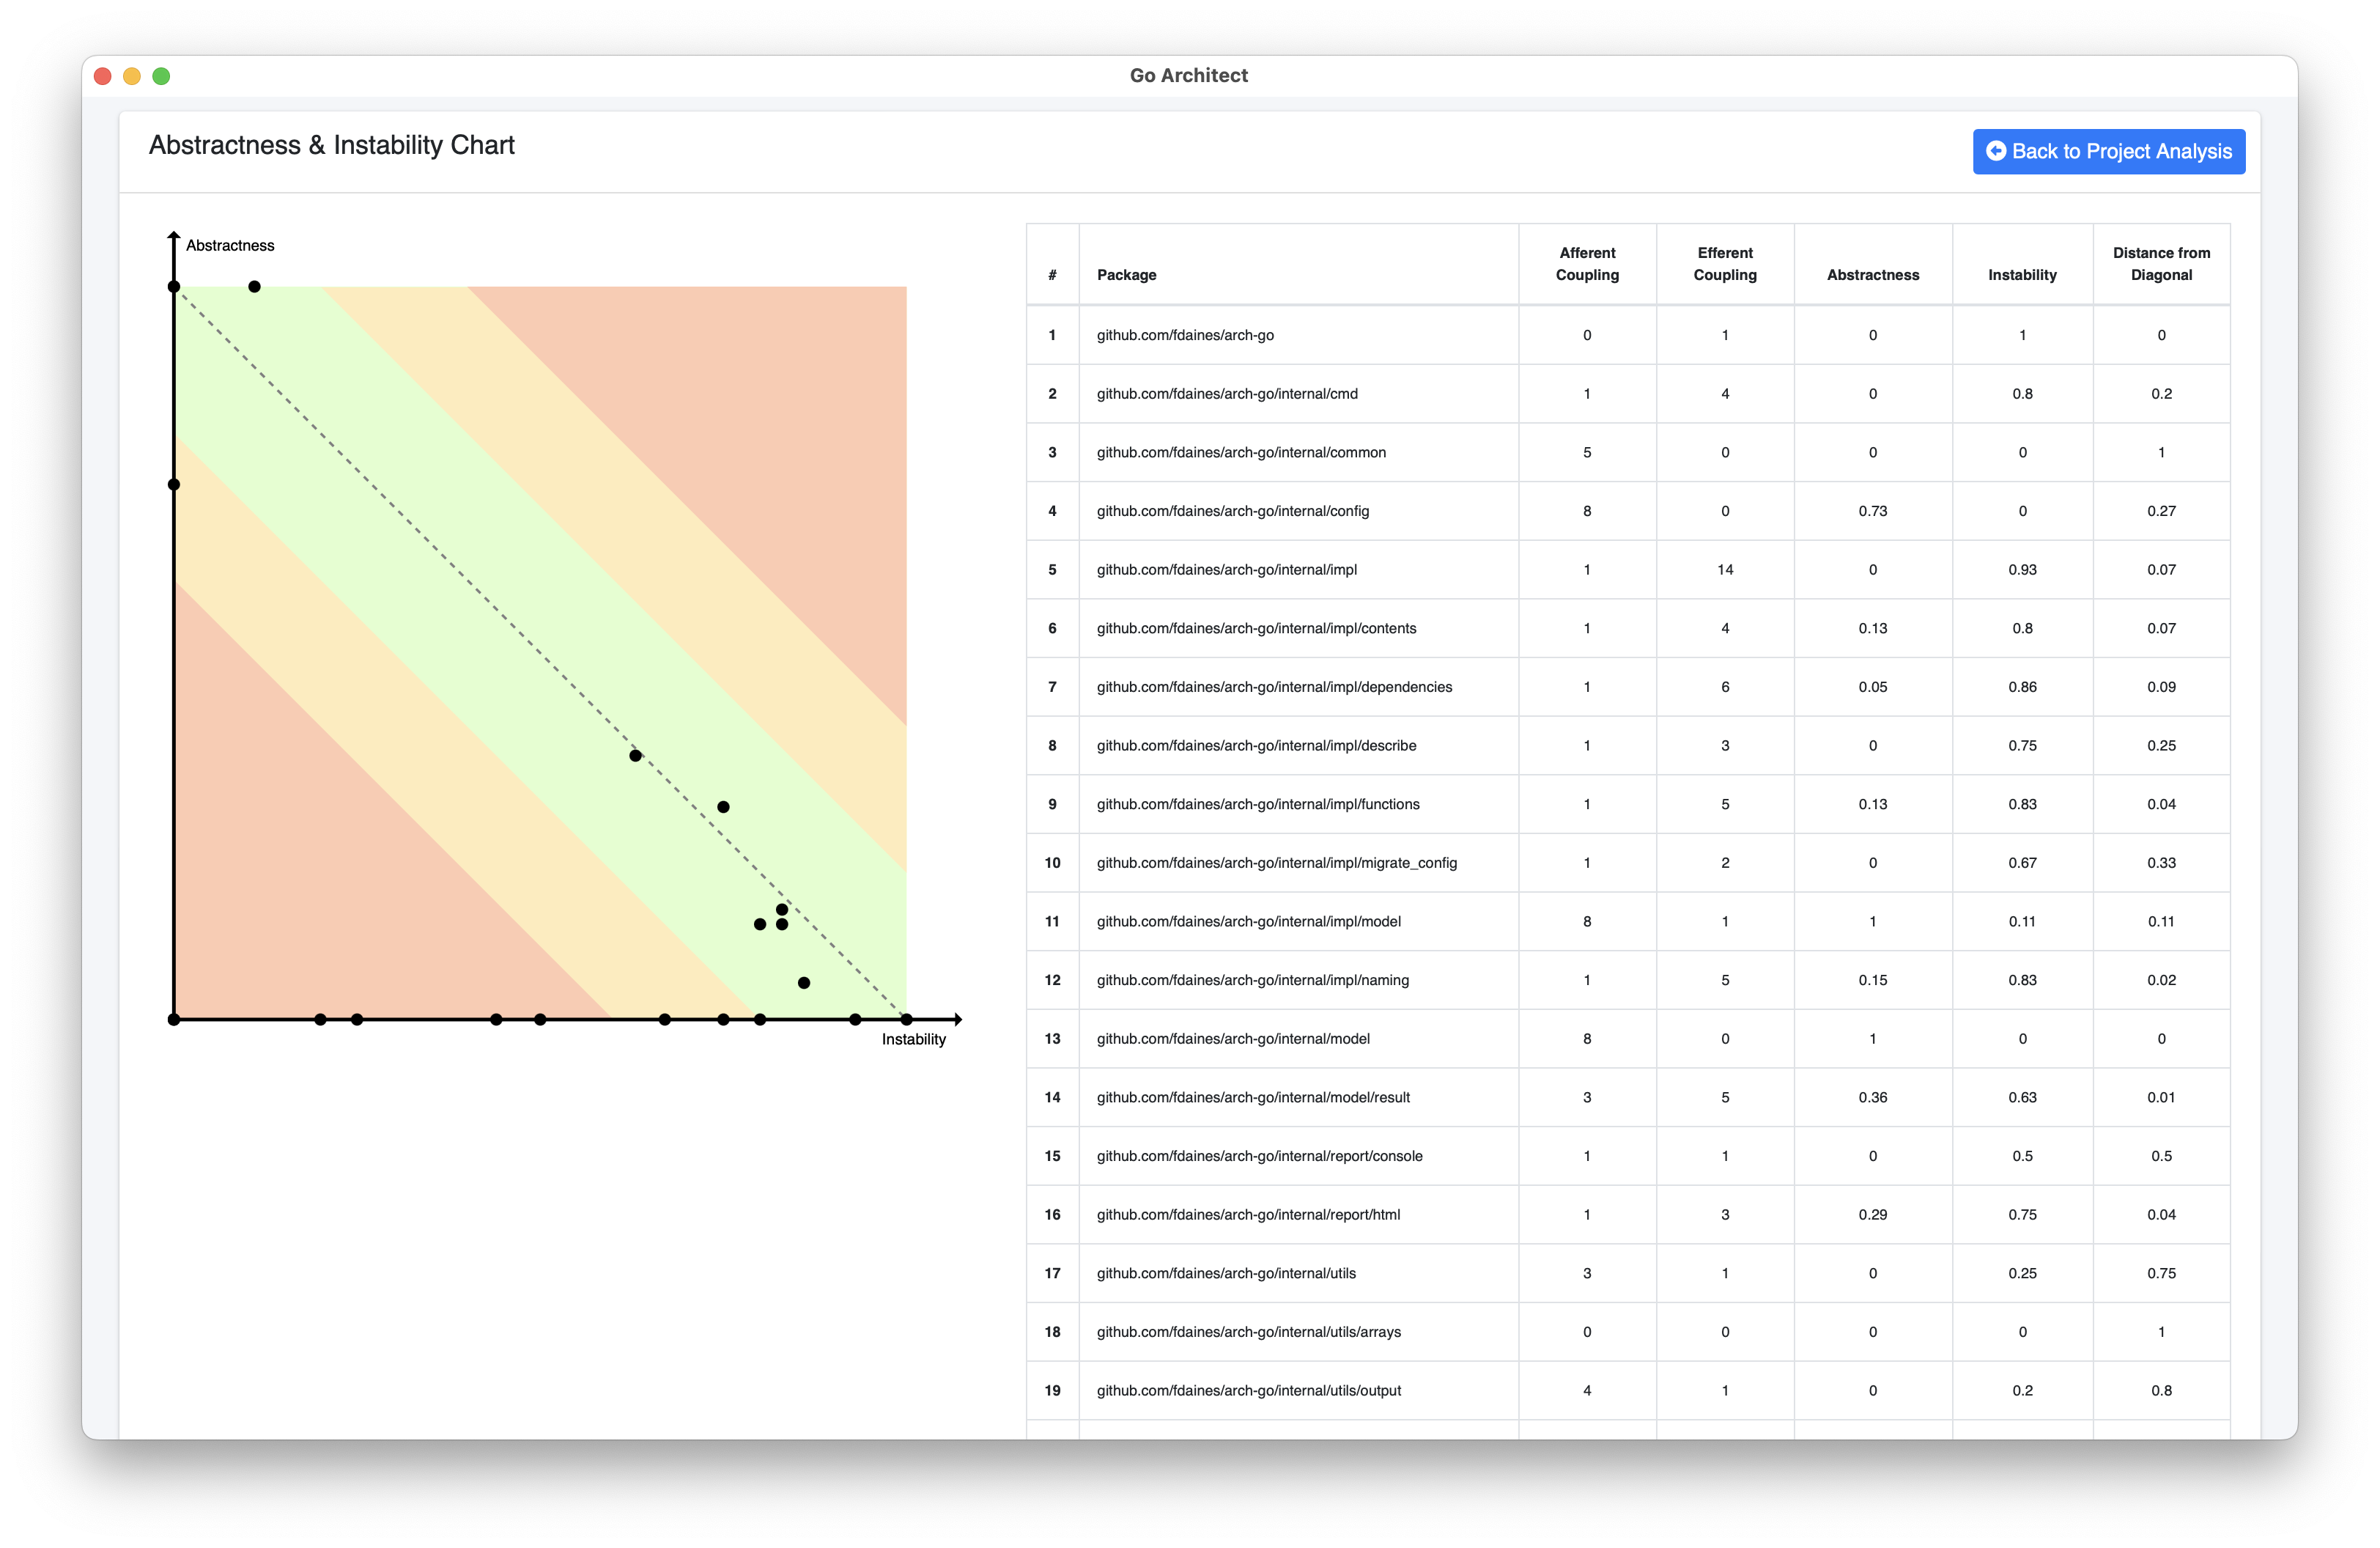 Go Architect
Abstractness & Instability Chart
Back to Project Analysis
Abstractness
Instability
# Package Afferent Coupling Efferent Coupling Abstractness Instability Distance from Diagonal
1 github.com/fdaines/arch-go 0 1 0 1 0
2 github.com/fdaines/arch-go/internal/cmd 1 4 0 0.8 0.2
3 github.com/fdaines/arch-go/internal/common 5 0 0 0 1
4 github.com/fdaines/arch-go/internal/config 8 0 0.73 0 0.27
5 github.com/fdaines/arch-go/internal/impl 1 14 0 0.93 0.07
6 github.com/fdaines/arch-go/internal/impl/contents 1 4 0.13 0.8 0.07
7 github.com/fdaines/arch-go/internal/impl/dependencies 1 6 0.05 0.86 0.09
8 github.com/fdaines/arch-go/internal/impl/describe 1 3 0 0.75 0.25
9 github.com/fdaines/arch-go/internal/impl/functions 1 5 0.13 0.83 0.04
10 github.com/fdaines/arch-go/internal/impl/migrate_config 1 2 0 0.67 0.33
11 github.com/fdaines/arch-go/internal/impl/model 8 1 1 0.11 0.11
12 github.com/fdaines/arch-go/internal/impl/naming 1 5 0.15 0.83 0.02
13 github.com/fdaines/arch-go/internal/model 8 0 1 0 0
14 github.com/fdaines/arch-go/internal/model/result 3 5 0.36 0.63 0.01
15 github.com/fdaines/arch-go/internal/report/console 1 1 0 0.5 0.5
16 github.com/fdaines/arch-go/internal/report/html 1 3 0.29 0.75 0.04
17 github.com/fdaines/arch-go/internal/utils 3 1 0 0.25 0.75
18 github.com/fdaines/arch-go/internal/utils/arrays 0 0 0 0 1
19 github.com/fdaines/arch-go/internal/utils/output 4 1 0 0.2 0.8